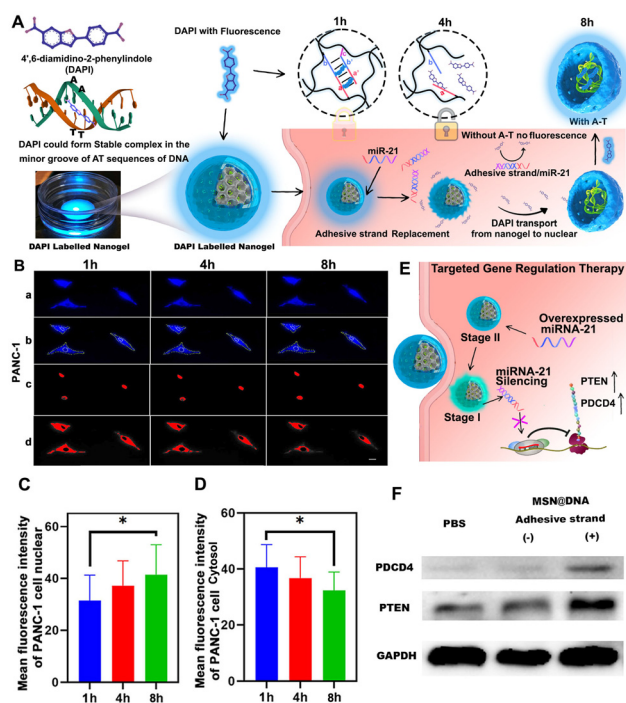 A
4',6-diamidino-2-phenylindole
(DAPI)
A
A
T
T
DAPI could form Stable complex in the
minor groove of AT sequences of DNA
DAPI Labelled Nanogel
DAPI with Fluorescence
DAPI Labelled Nanogel
1h
4h
8h
c
b
b'
a'
a
b
a
With A-T
miR-21
Adhesive strand Replacement
Without A-T no fluorescence
Adhesive strand/miR-21
DAPI transport
from nanogel to nuclear
B
1h
4h
8h
PANC-1
a
b
c
d
E
Targeted Gene Regulation Therapy
Stage II
Overexpressed
miRNA-21
Stage I
miRNA-21
Silencing
PTEN
PDCD4
C
Mean fluorescence intensity
of PANC-1 cell nuclear
60
40
20
0
*
1h
4h
8h
D
Mean fluorescence intensity
of PANC-1 cell Cytosol
60
40
20
0
*
1h
4h
8h
F
MSN@DNA
PBS
Adhesive strand
(-)
(+)
PDCD4
PTEN
GAPDH